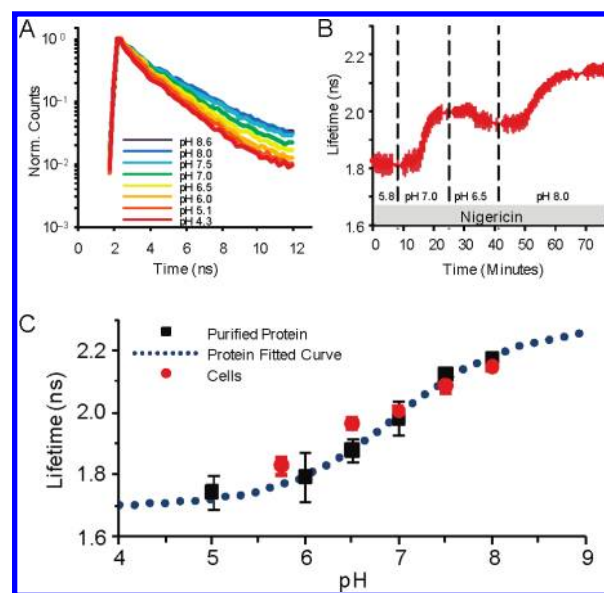 A
Norm. Counts
10⁰
10⁻¹
10⁻²
10⁻³
pH 8.6
pH 8.0
pH 7.5
pH 7.0
pH 6.5
pH 6.0
pH 5.1
pH 4.3
0 2 4 6 8 10 12 14
Time (ns)
B
Lifetime (ns)
2.2
2.0
1.8
1.6
5.8 pH 7.0 pH 6.5 pH 8.0
Nigericin
0 10 20 30 40 50 60 70
Time (Minutes)
C
Lifetime (ns)
2.2
2.0
1.8
1.6
Purified Protein
Protein Fitted Curve
Cells
4 5 6 7 8 9
pH